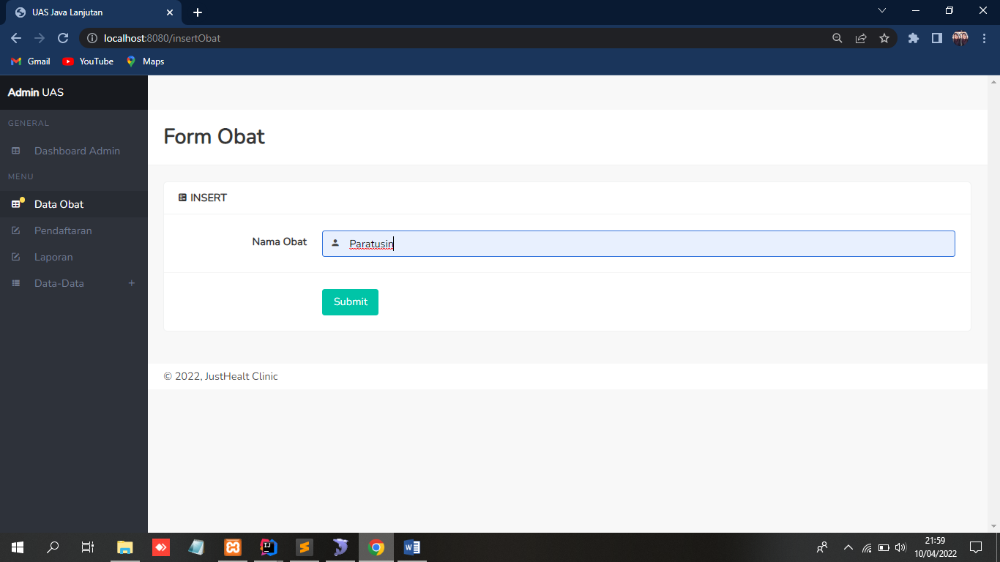 UAS Java Lanjutan
localhost:8080/insertObat
Gmail YouTube Maps
Admin UAS
GENERAL
Dashboard Admin
MENU
Data Obat
Pendaftaran
Laporan
Data-Data +
Form Obat
INSERT
Nama Obat Paratusin
Submit
© 2022, JustHealt Clinic
21:59
10/04/2022